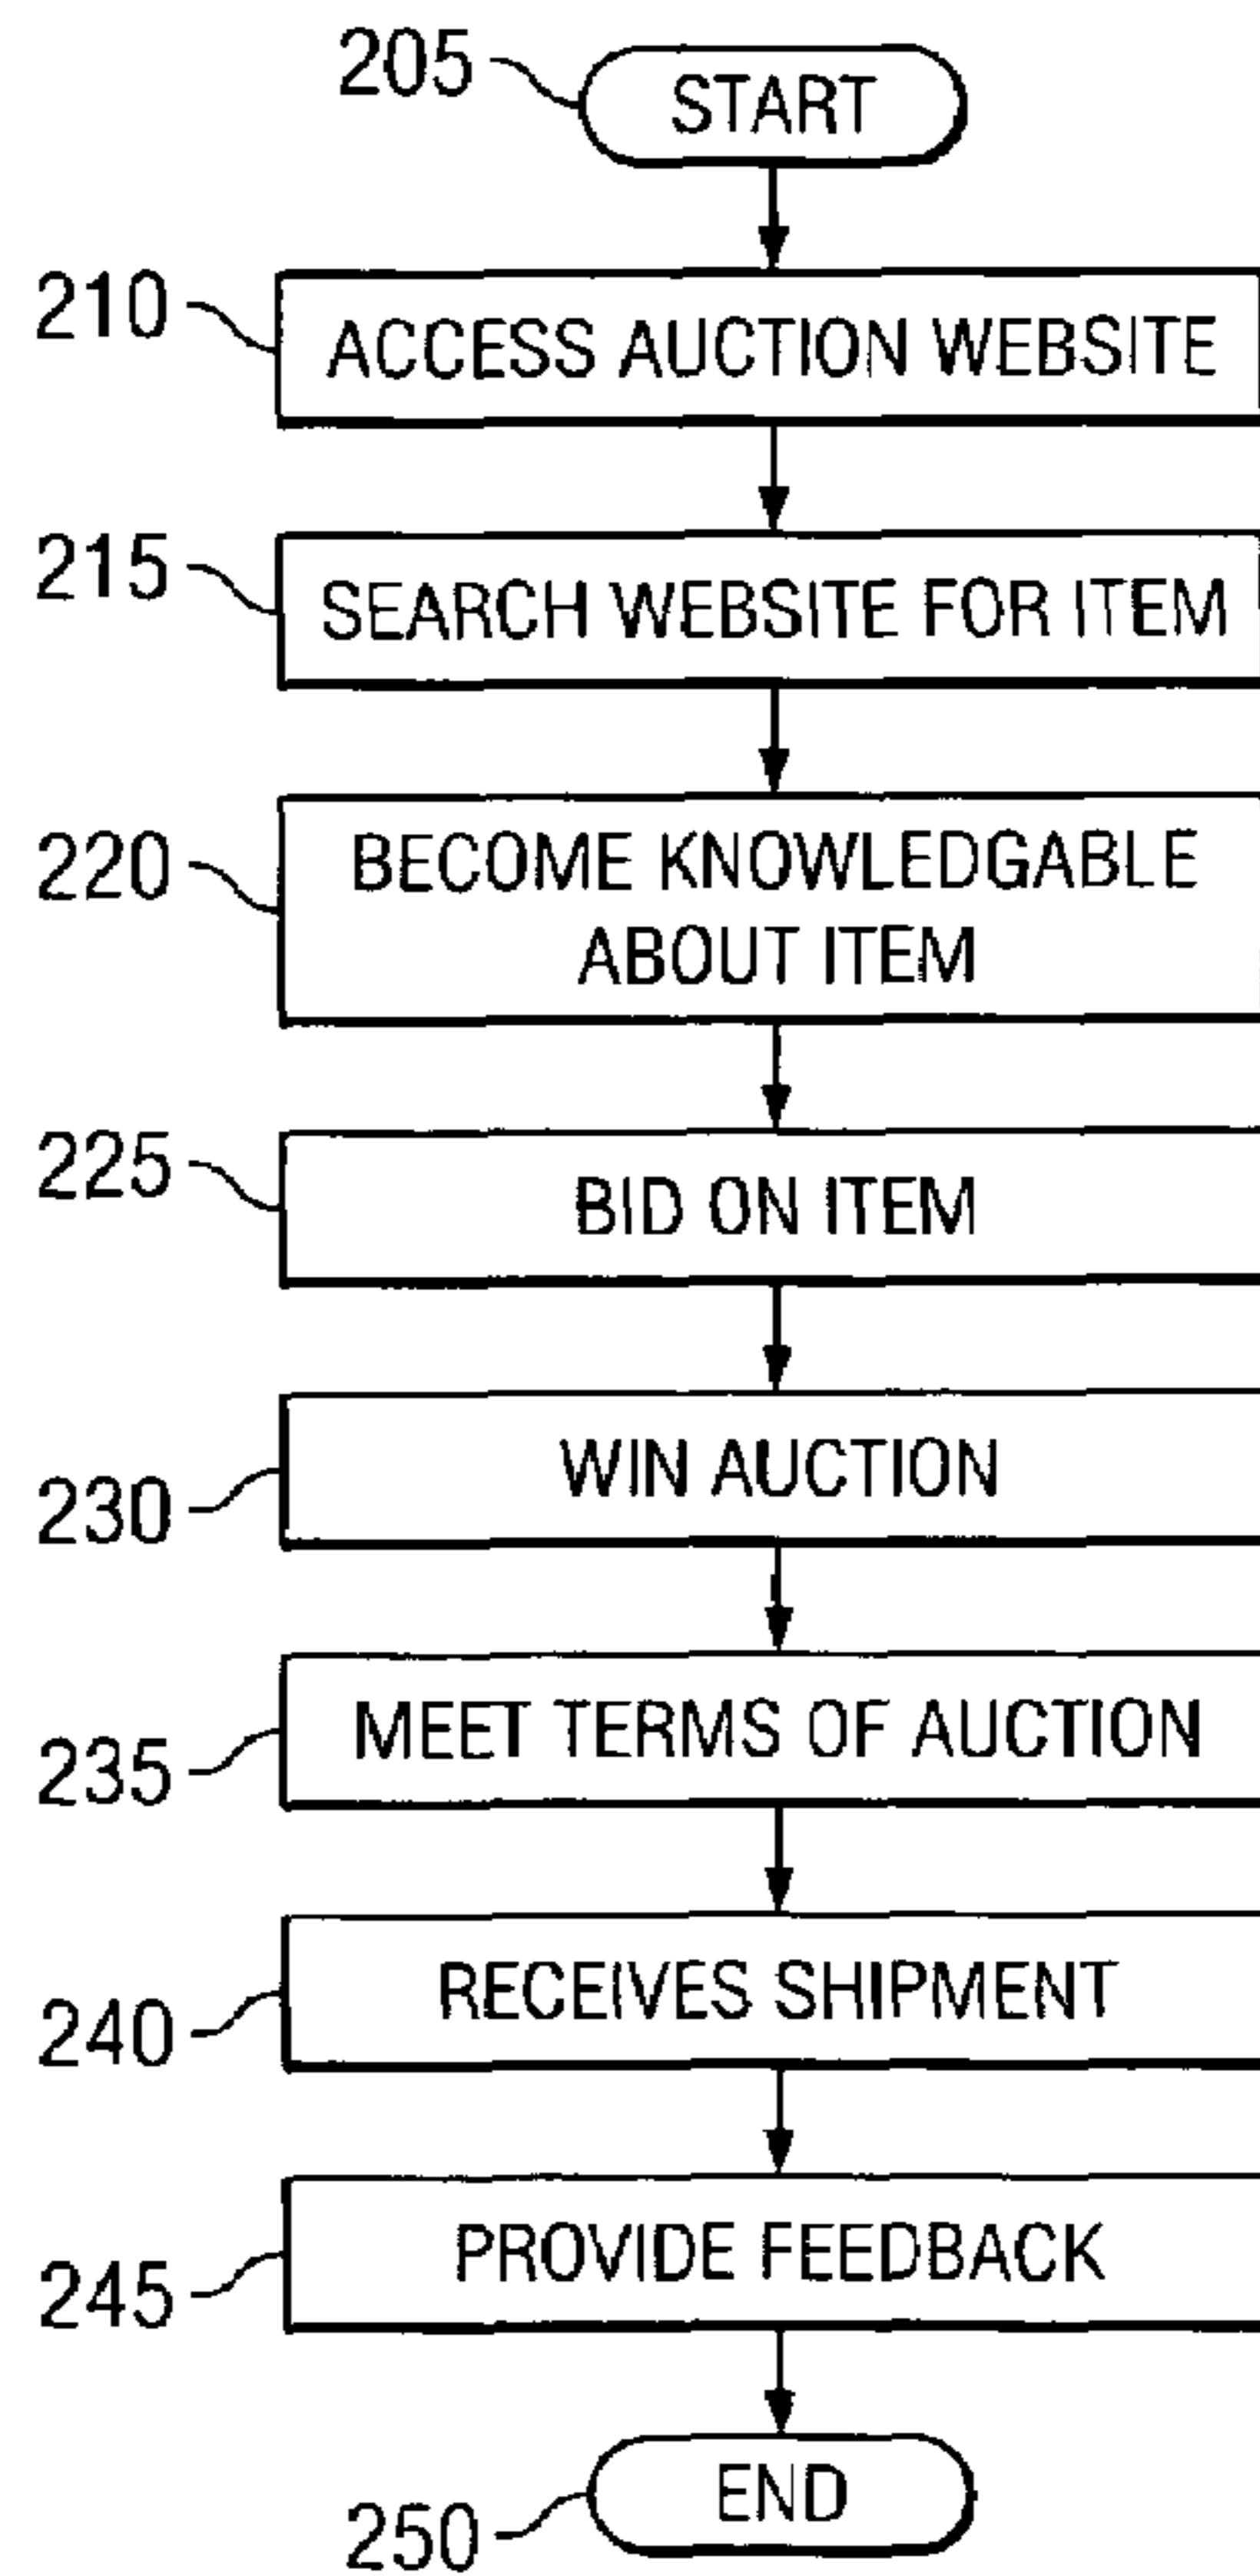 205
START
210
ACCESS AUCTION WEBSITE
215
SEARCH WEBSITE FOR ITEM
220
BECOME KNOWLEDGABLE
ABOUT ITEM
225
BID ON ITEM
230
WIN AUCTION
235
MEET TERMS OF AUCTION
240
RECEIVES SHIPMENT
245
PROVIDE FEEDBACK
250
END